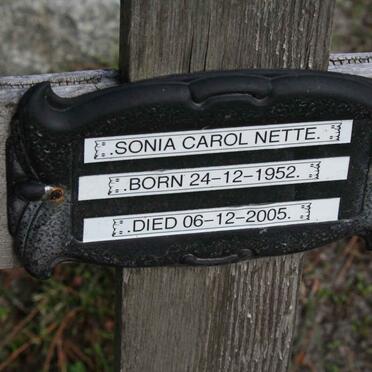 .SONIA CAROL NETTE.
.BORN 24-12-1952.
.DIED 06-12-2005.